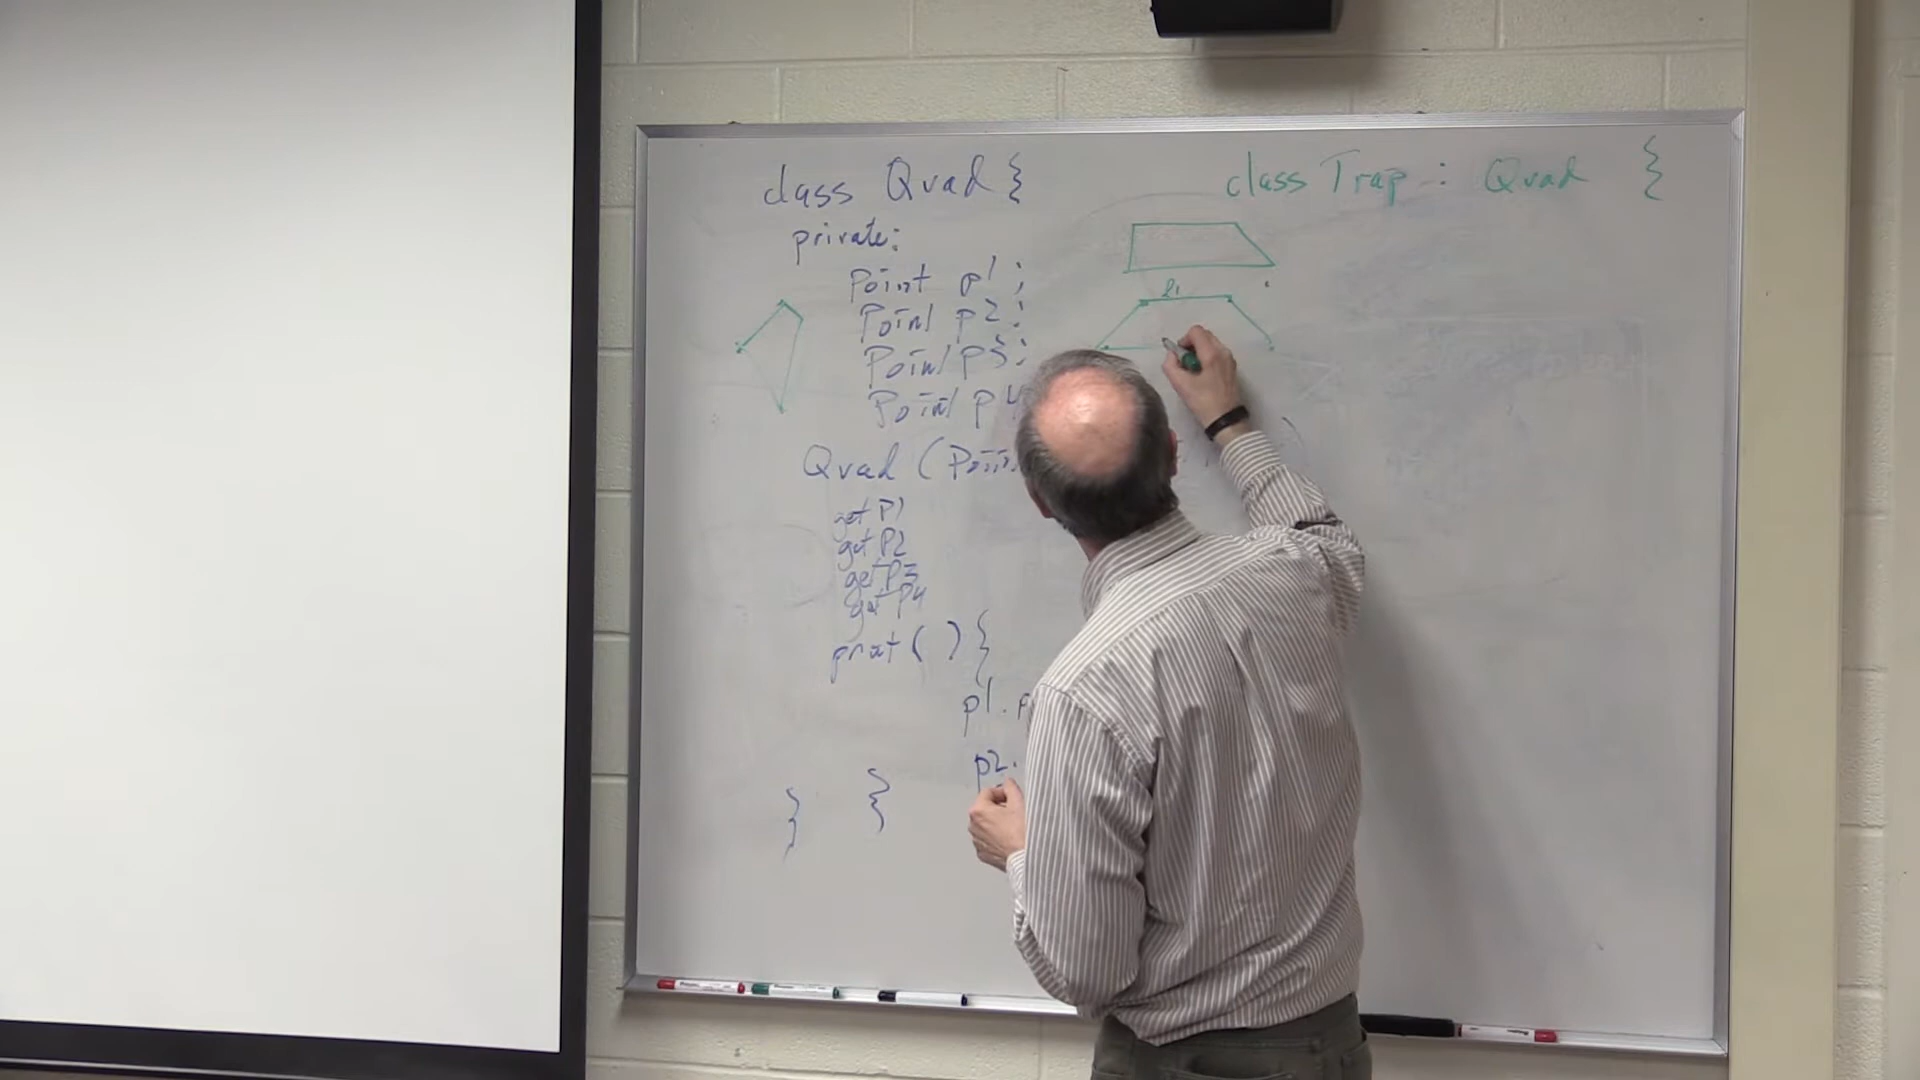 class Quad {
private:
Point p1;
Point p2;
Point p3;
Point p4
Quad (Poin
get P1
get P2
get P3
get P4
print ( ) {
p1.p
p2.
}
}
class Trap : Quad {
l1